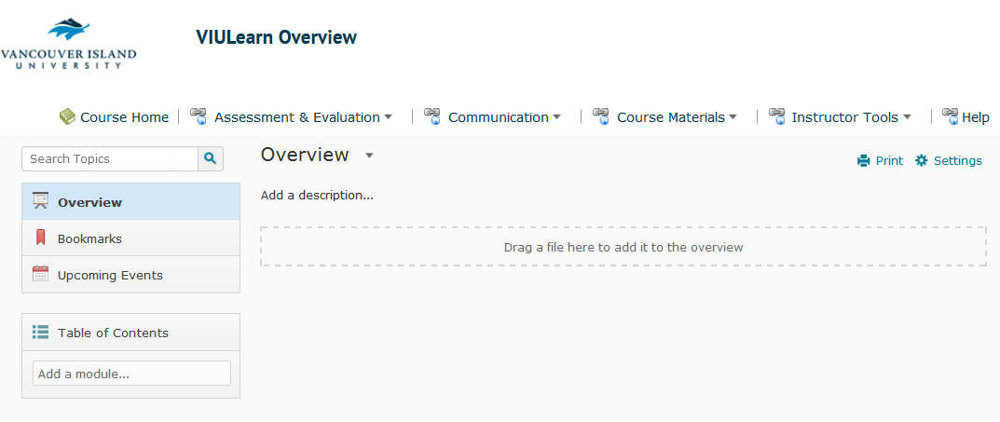 VANCOUVER ISLAND
UNIVERSITY
VIULearn Overview
Course Home
Assessment & Evaluation
Communication
Course Materials
Instructor Tools
Help
Search Topics
Overview
Bookmarks
Upcoming Events
Table of Contents
Add a module...
Overview
Print
Settings
Add a description...
Drag a file here to add it to the overview